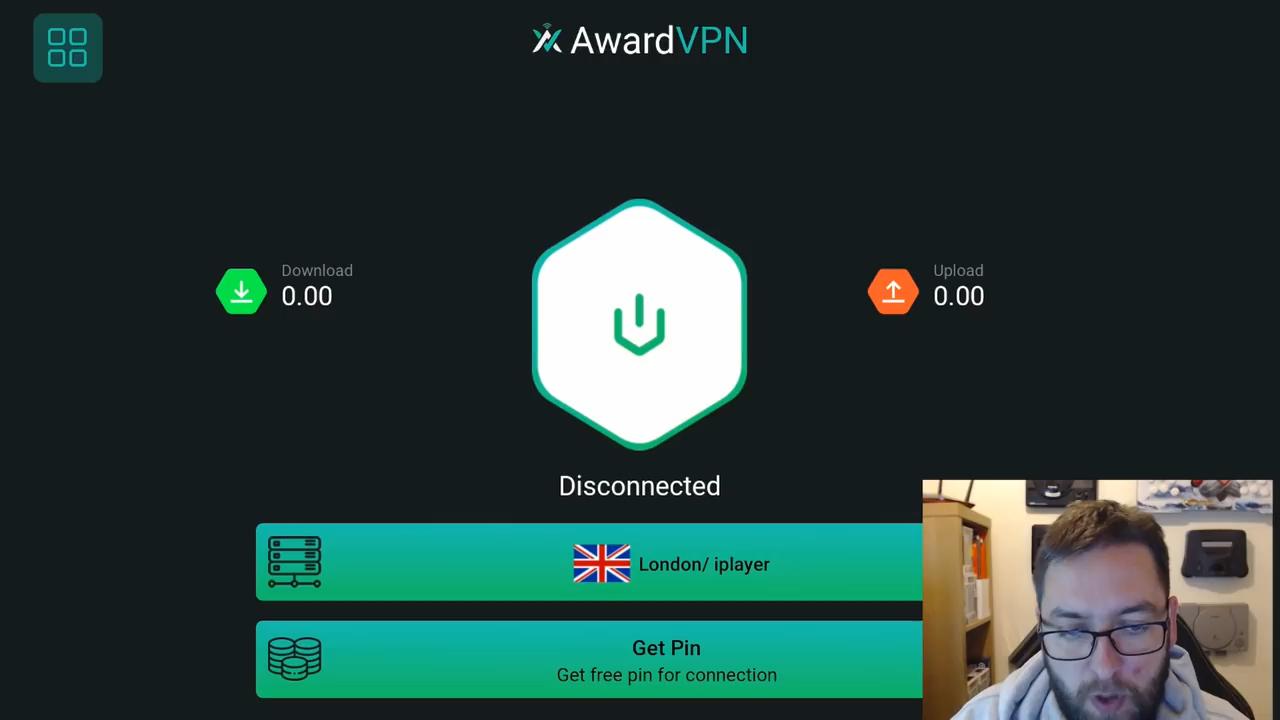 AwardVPN
Download
0.00
Upload
0.00
Disconnected
London/ iplayer
Get Pin
Get free pin for connection